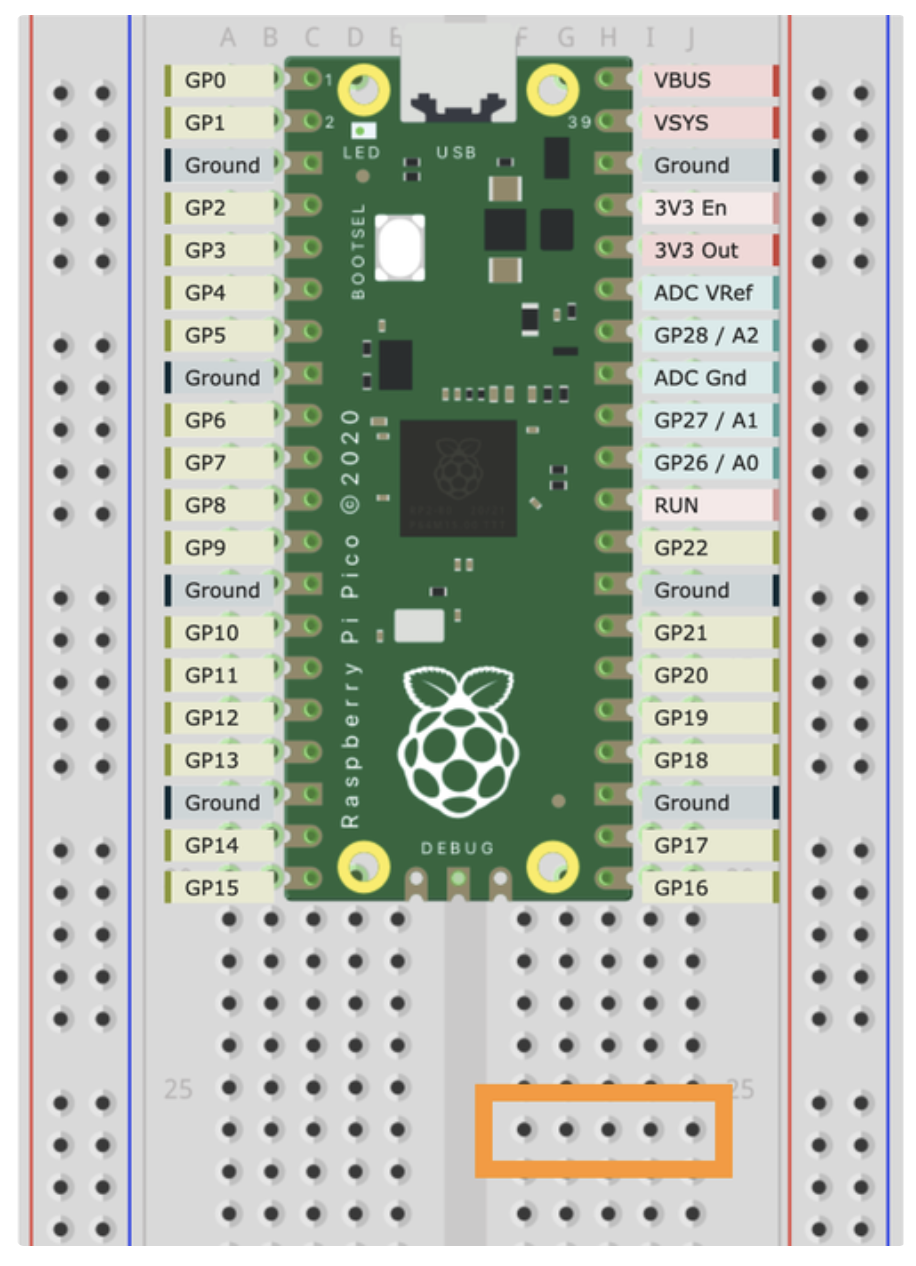 A B C D E F G H I J
GP0 1 VBUS
GP1 2 39 VSYS
LED USB
Ground Ground
GP2 3V3 En
GP3 BOOTSEL 3V3 Out
GP4 ADC VRef
GP5 GP28 / A2
Ground ADC Gnd
GP6 GP27 / A1
GP7 GP26 / A0
GP8 RUN
GP9 GP22
Ground Ground
GP10 GP21
GP11 GP20
GP12 GP19
GP13 GP18
Raspberry Pi Pico ©2020
Ground Ground
GP14 DEBUG GP17
GP15 GP16
25 25